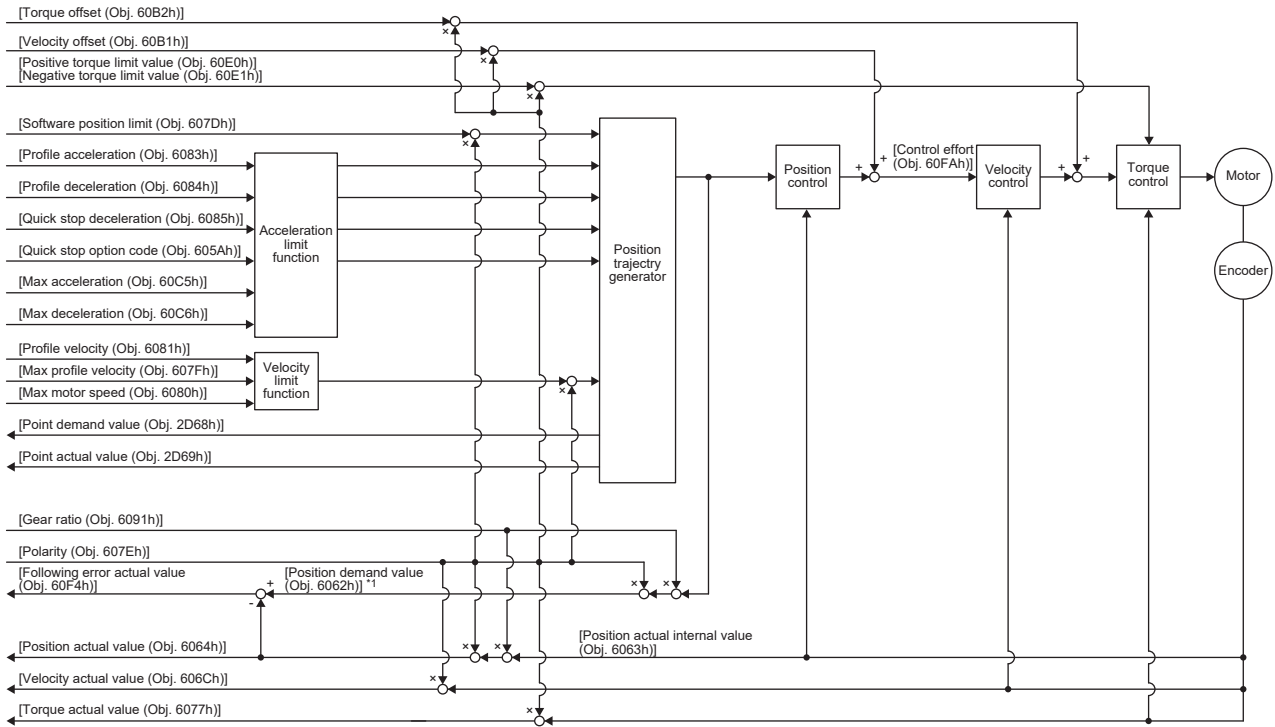 [Torque offset (Obj. 60B2h)]
[Velocity offset (Obj. 60B1h)]
[Positive torque limit value (Obj. 60E0h)]
[Negative torque limit value (Obj. 60E1h)]
[Software position limit (Obj. 607Dh)]
[Profile acceleration (Obj. 6083h)]
[Profile deceleration (Obj. 6084h)]
[Quick stop deceleration (Obj. 6085h)]
[Quick stop option code (Obj. 605Ah)]
[Max acceleration (Obj. 60C5h)]
[Max deceleration (Obj. 60C6h)]
Acceleration
limit
function
[Profile velocity (Obj. 6081h)]
[Max profile velocity (Obj. 607Fh)]
[Max motor speed (Obj. 6080h)]
Velocity
limit
function
[Point demand value (Obj. 2D68h)]
[Point actual value (Obj. 2D69h)]
Position
trajectry
generator
Position
control
[Control effort
(Obj. 60FAh)]
Velocity
control
Torque
control
Motor
Encoder
[Gear ratio (Obj. 6091h)]
[Polarity (Obj. 607Eh)]
[Following error actual value
(Obj. 60F4h)]
[Position demand value
(Obj. 6062h)] *1
[Position actual value (Obj. 6064h)]
[Position actual internal value
(Obj. 6063h)]
[Velocity actual value (Obj. 606Ch)]
[Torque actual value (Obj. 6077h)]
×
×
×
×
×
×
×
×
×
×
×
+
+
+
+
+
-